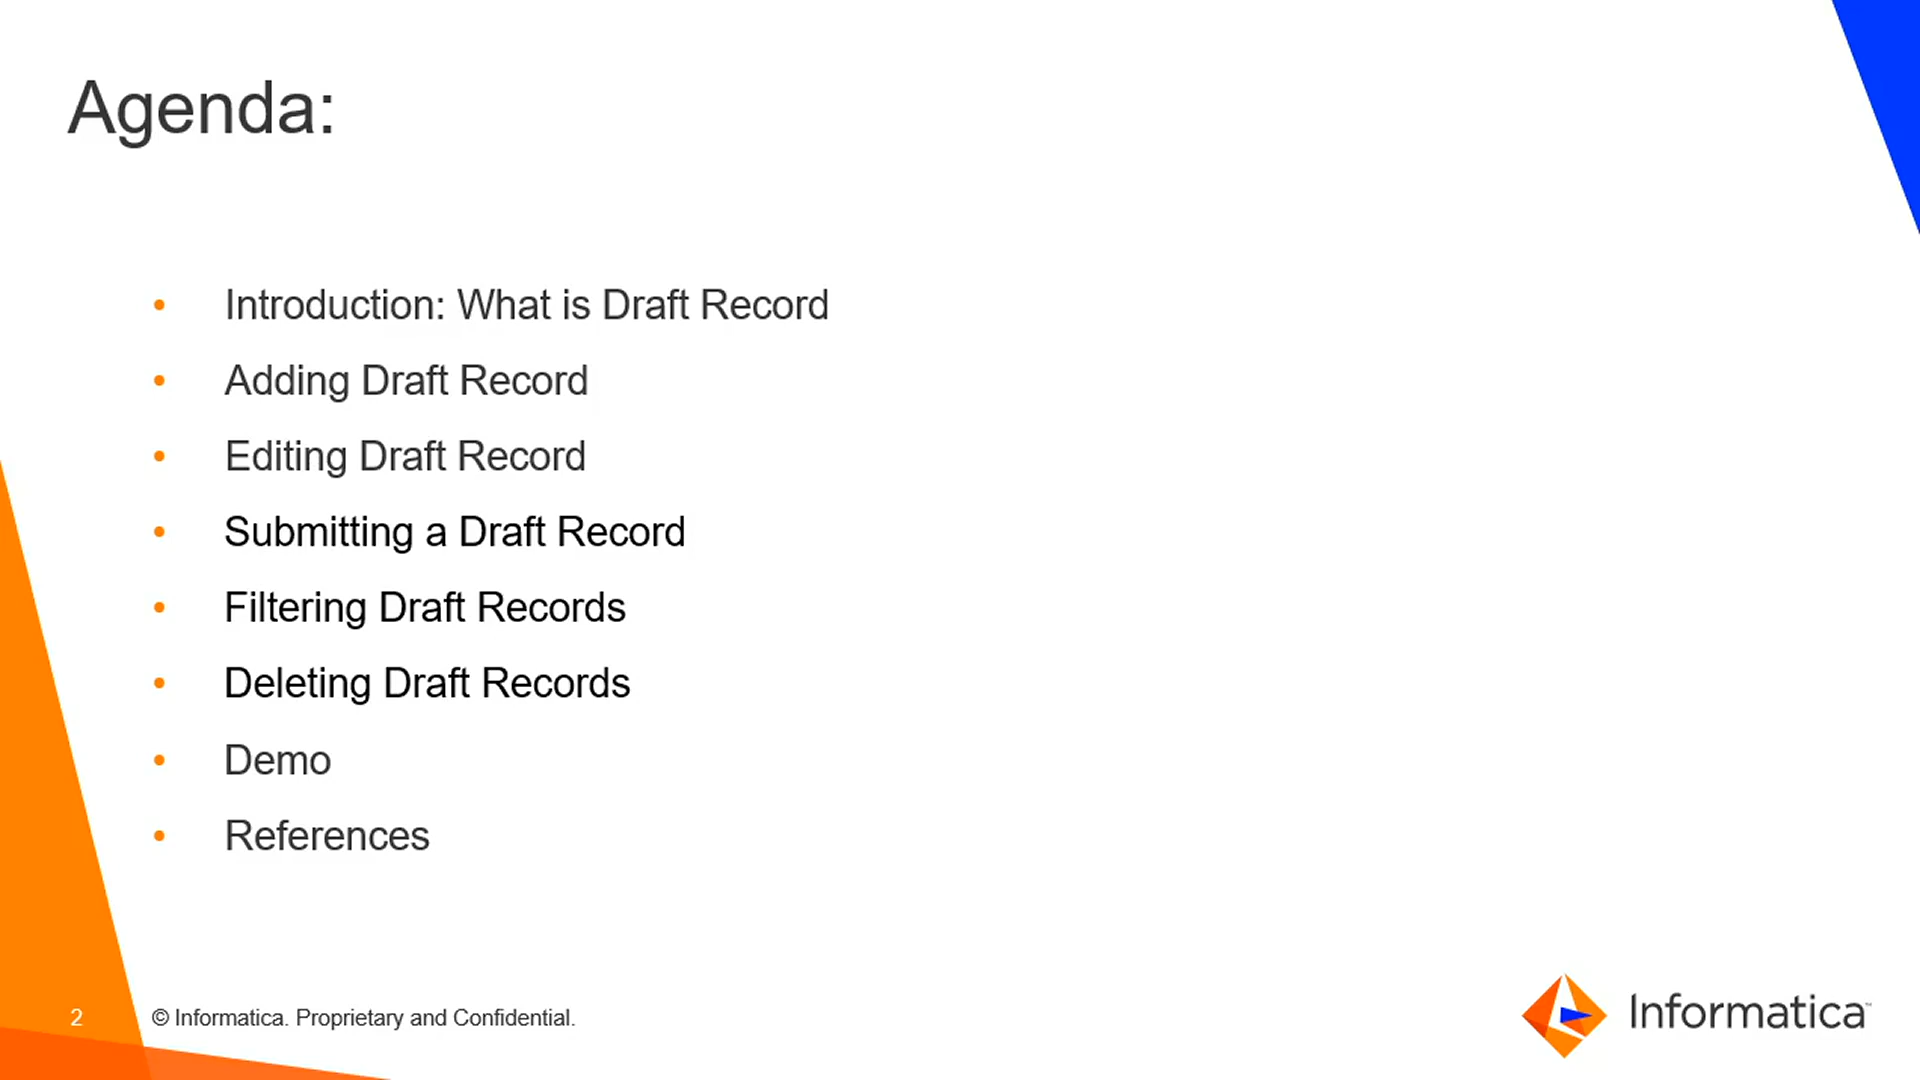 Agenda:
• Introduction: What is Draft Record
• Adding Draft Record
• Editing Draft Record
• Submitting a Draft Record
• Filtering Draft Records
• Deleting Draft Records
• Demo
• References
2
© Informatica. Proprietary and Confidential.
Informatica™